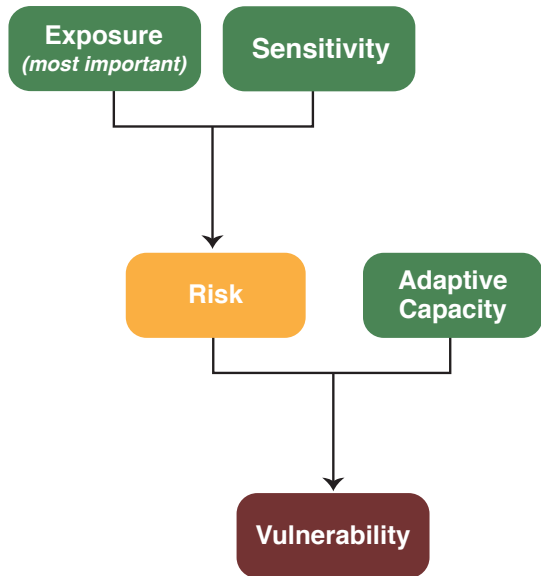 Exposure
(most important)
Sensitivity
Risk
Adaptive
Capacity
Vulnerability